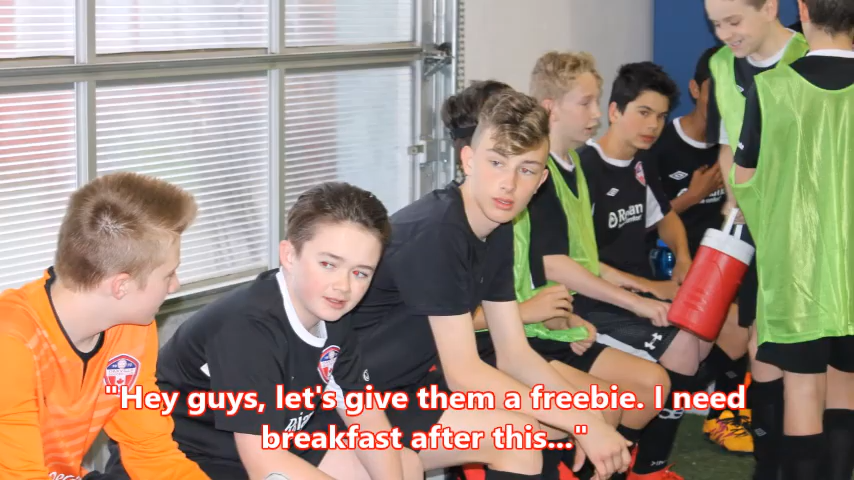 "Hey guys, let's give them a freebie. I need
breakfast after this..."